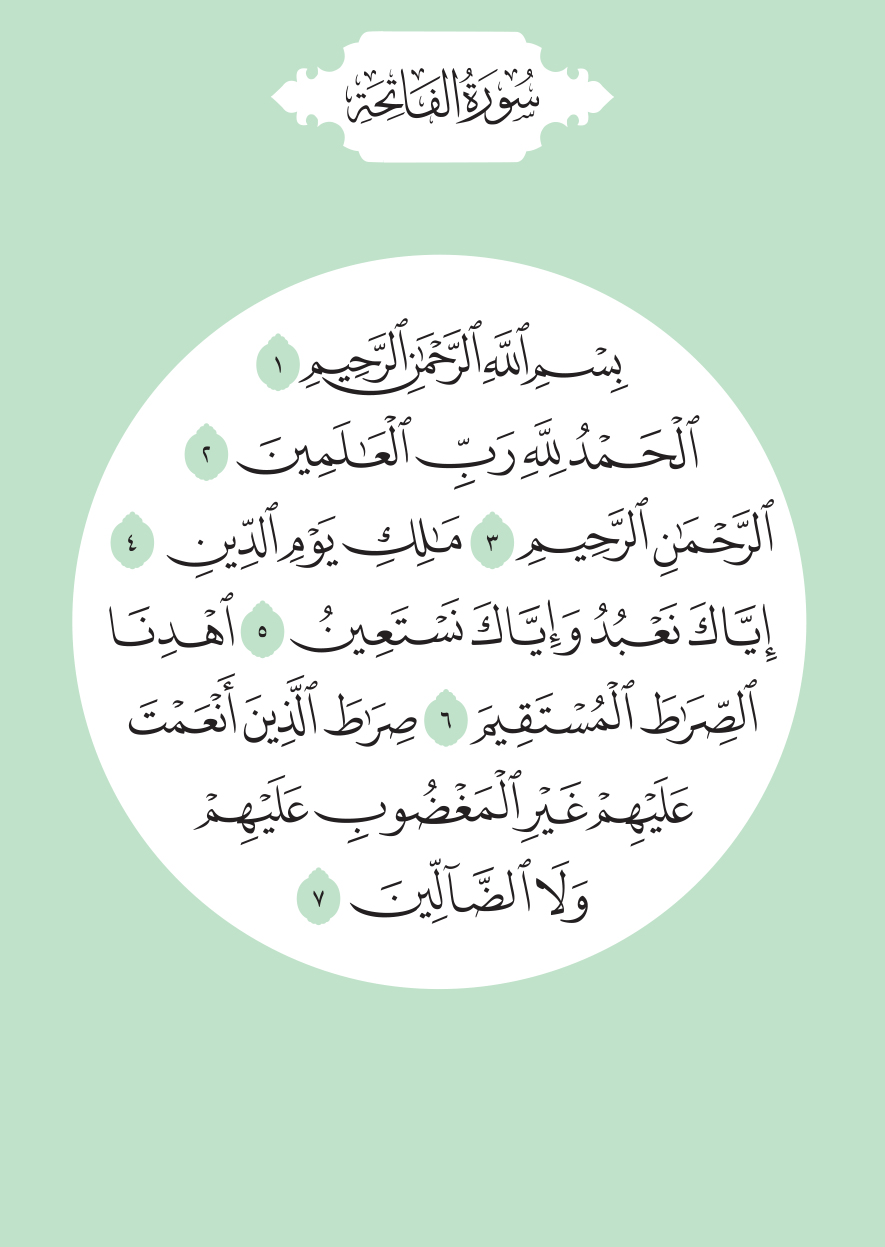 سُورَةُ الفَاتِحَةِ
بِسْمِ ٱللَّهِ ٱلرَّحْمَٰنِ ٱلرَّحِيمِ ١
ٱلْحَمْدُ لِلَّهِ رَبِّ ٱلْعَٰلَمِينَ ٢
ٱلرَّحْمَٰنِ ٱلرَّحِيمِ ٣ مَٰلِكِ يَوْمِ ٱلدِّينِ ٤
إِيَّاكَ نَعْبُدُ وَإِيَّاكَ نَسْتَعِينُ ٥ ٱهْدِنَا
ٱلصِّرَٰطَ ٱلْمُسْتَقِيمَ ٦ صِرَٰطَ ٱلَّذِينَ أَنْعَمْتَ
عَلَيْهِمْ غَيْرِ ٱلْمَغْضُوبِ عَلَيْهِمْ
وَلَا ٱلضَّآلِّينَ ٧